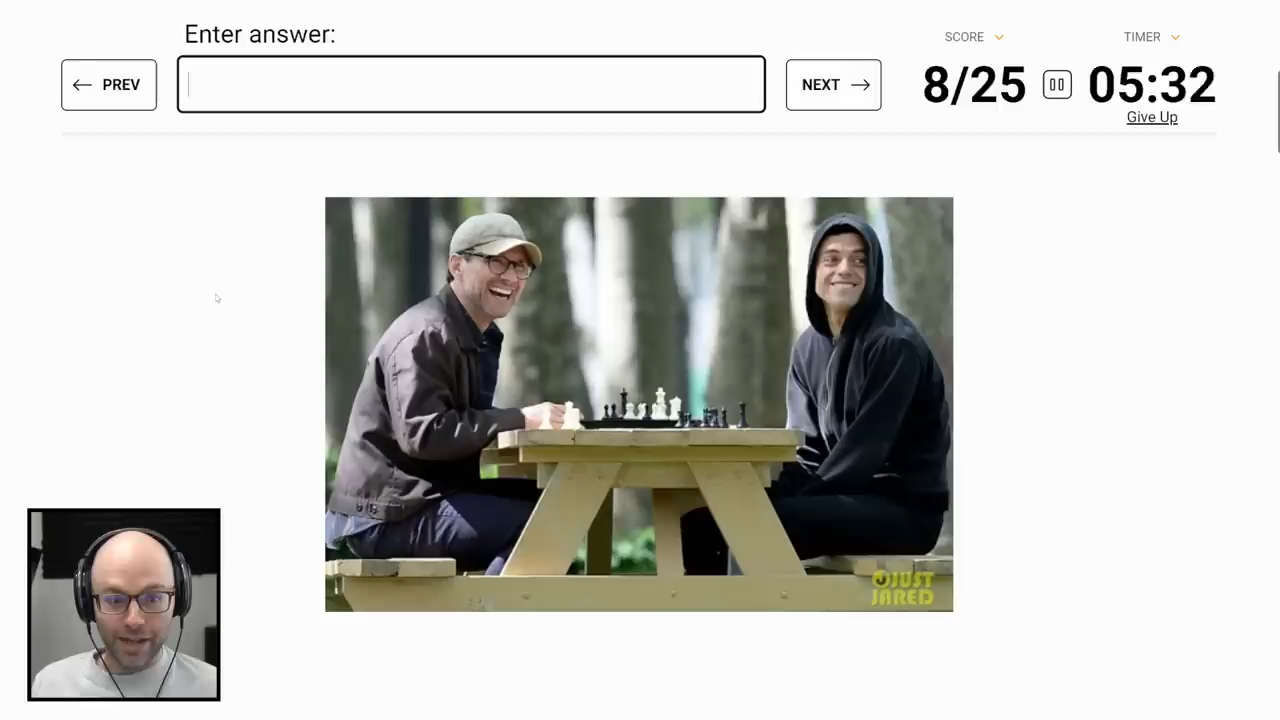 Enter answer:
SCORE
TIMER
PREV
NEXT
8/25
05:32
Give Up
JUST
JARED